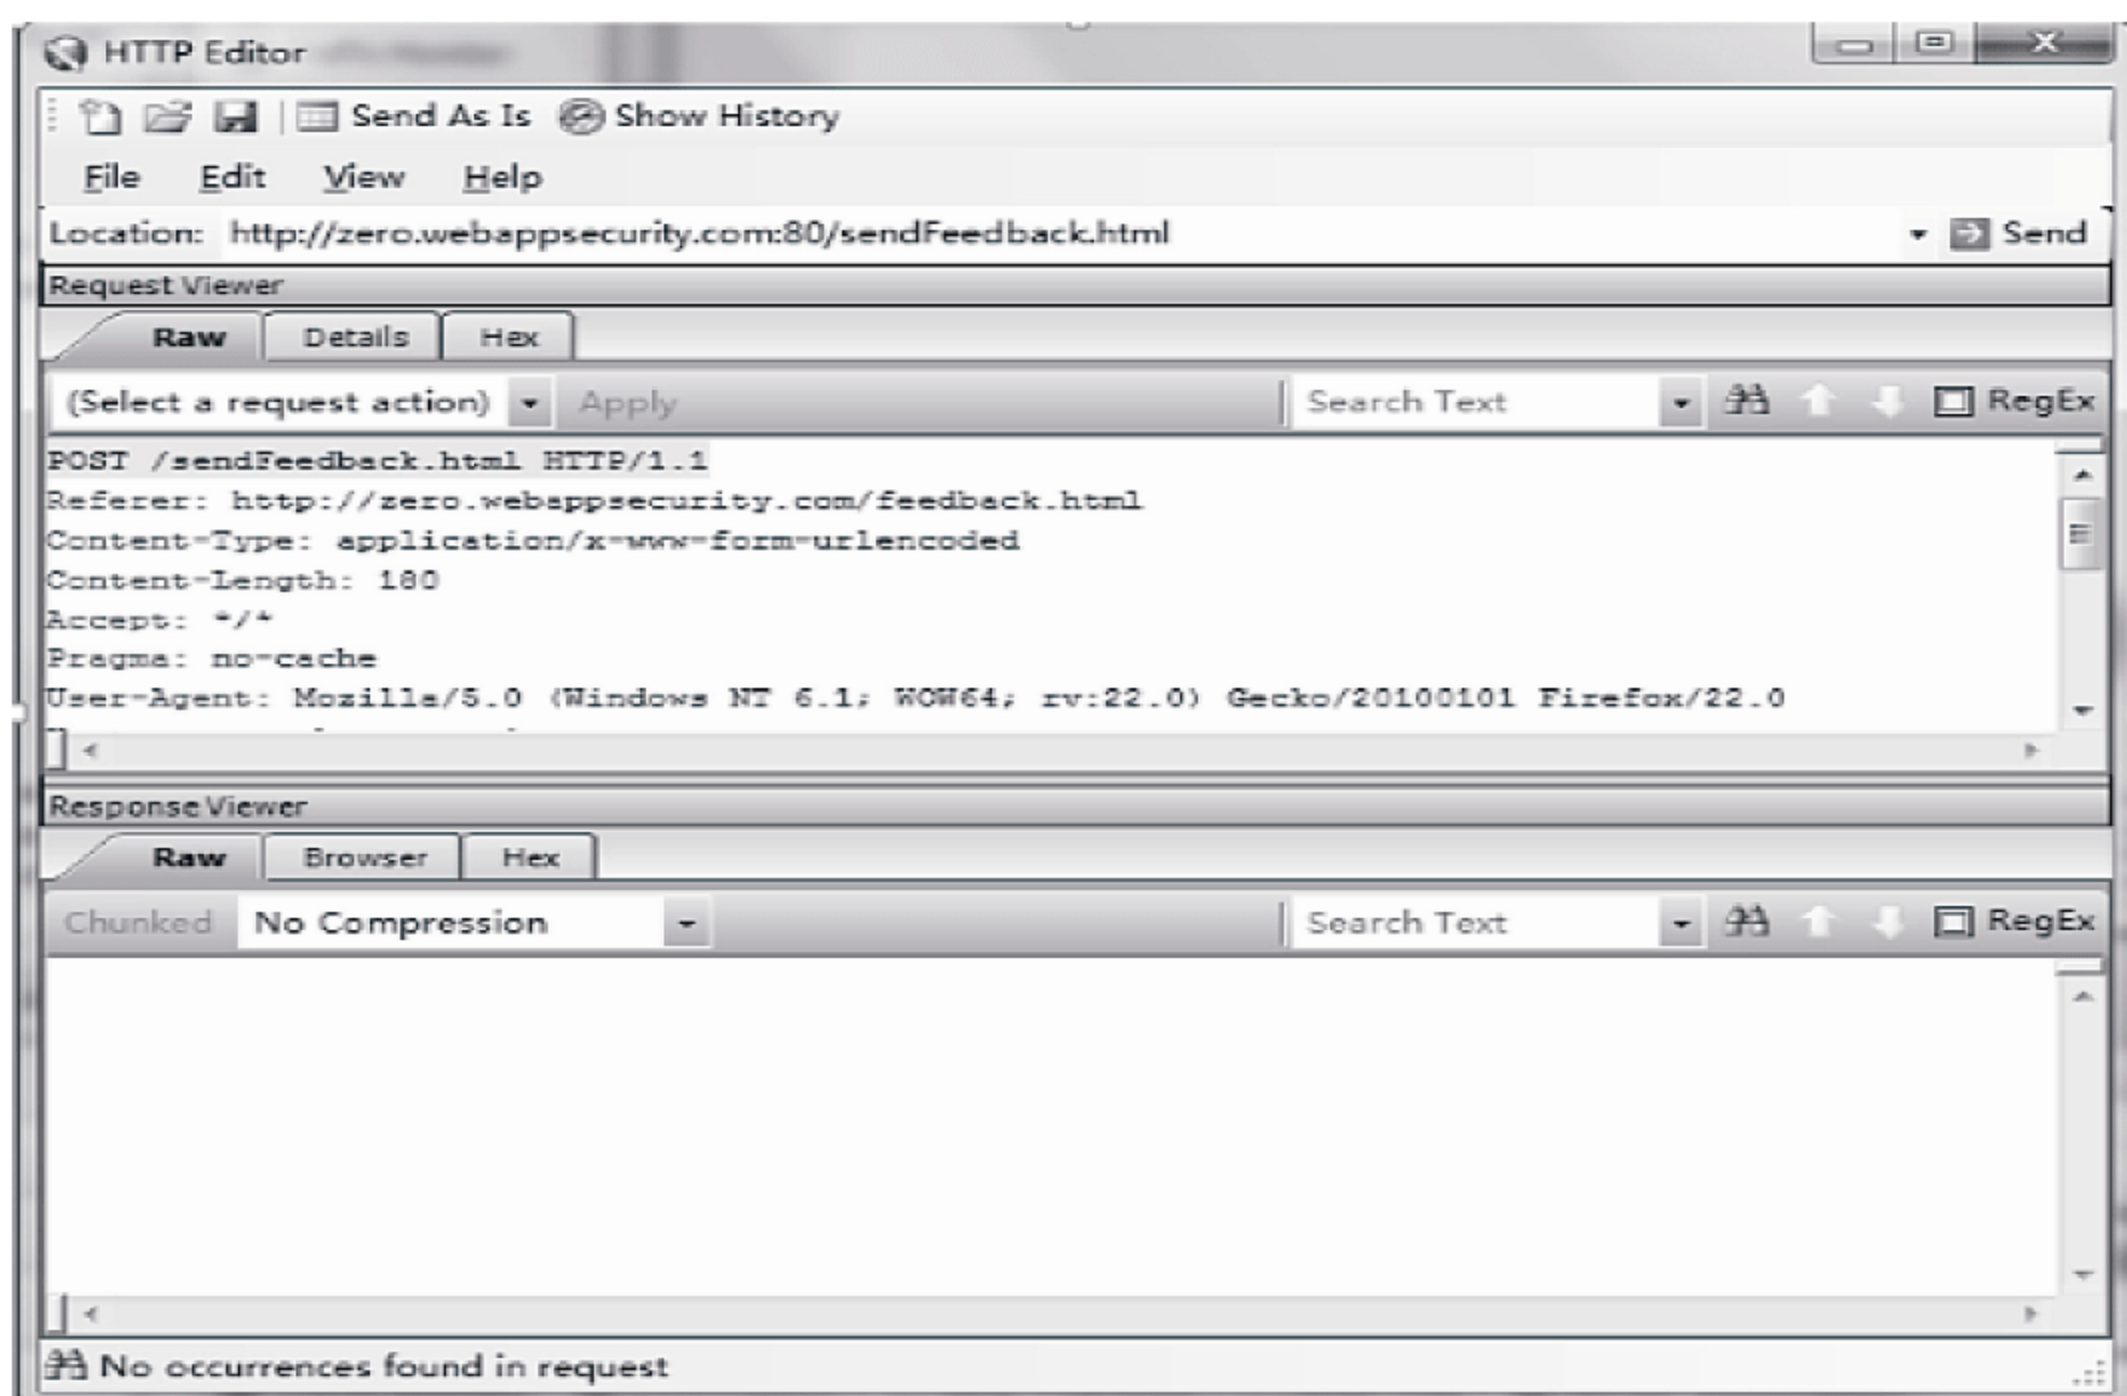 HTTP Editor
Send As Is Show History
File Edit View Help
Location: http://zero.webappsecurity.com:80/sendFeedback.html Send
Request Viewer
Raw Details Hex
(Select a request action) Apply Search Text RegEx
POST /sendFeedback.html HTTP/1.1
Referer: http://zero.webappsecurity.com/feedback.html
Content-Type: application/x-www-form-urlencoded
Content-Length: 180
Accept: */*
Pragma: no-cache
User-Agent: Mozilla/5.0 (Windows NT 6.1; WOW64; rv:22.0) Gecko/20100101 Firefox/22.0
Response Viewer
Raw Browser Hex
Chunked No Compression Search Text RegEx
No occurrences found in request